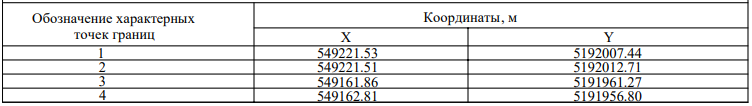 Обозначение характерных точек границ | Координаты, м
X | Y
1 | 549221.53 | 5192007.44
2 | 549221.51 | 5192012.71
3 | 549161.86 | 5191961.27
4 | 549162.81 | 5191956.80